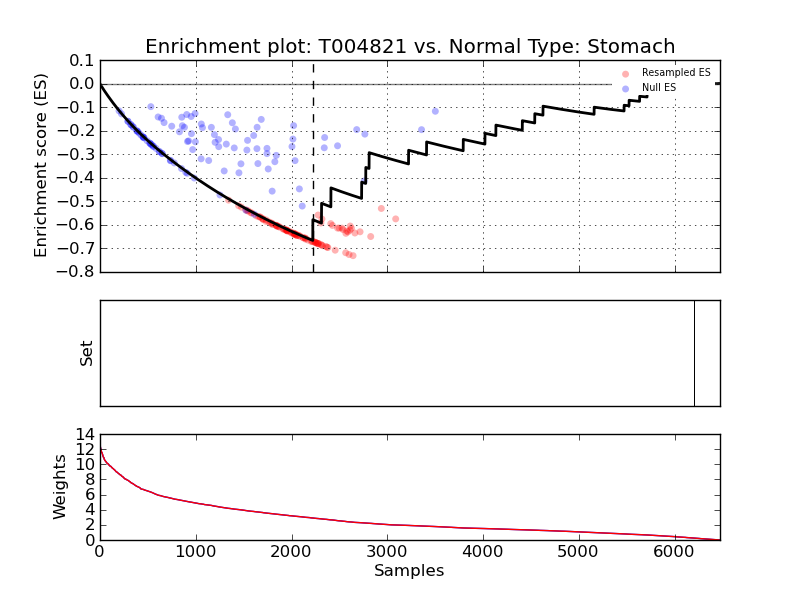 Enrichment plot: T004821 vs. Normal Type: Stomach
Enrichment score (ES)
0.1
0.0
−0.1
−0.2
−0.3
−0.4
−0.5
−0.6
−0.7
−0.8
Resampled ES
Null ES
Set
Weights
14
12
10
8
6
4
2
0
0 1000 2000 3000 4000 5000 6000
Samples